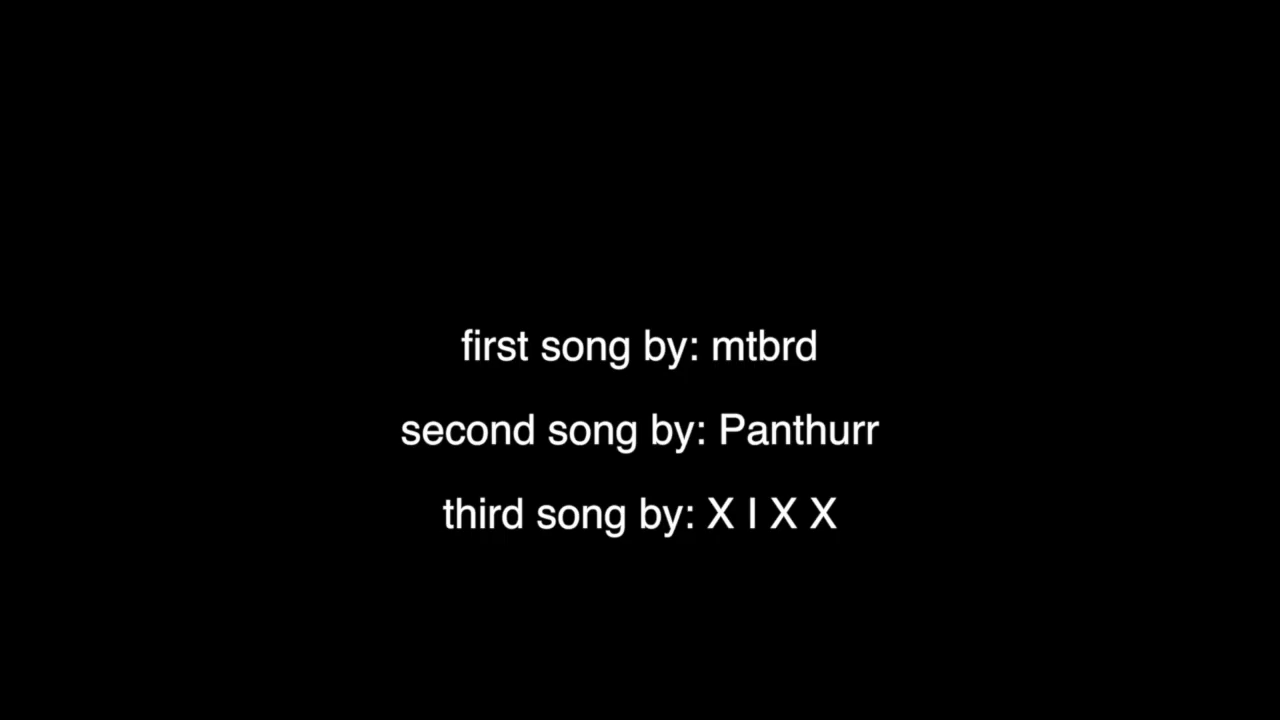 first song by: mtbrd
second song by: Panthurr
third song by: X I X X